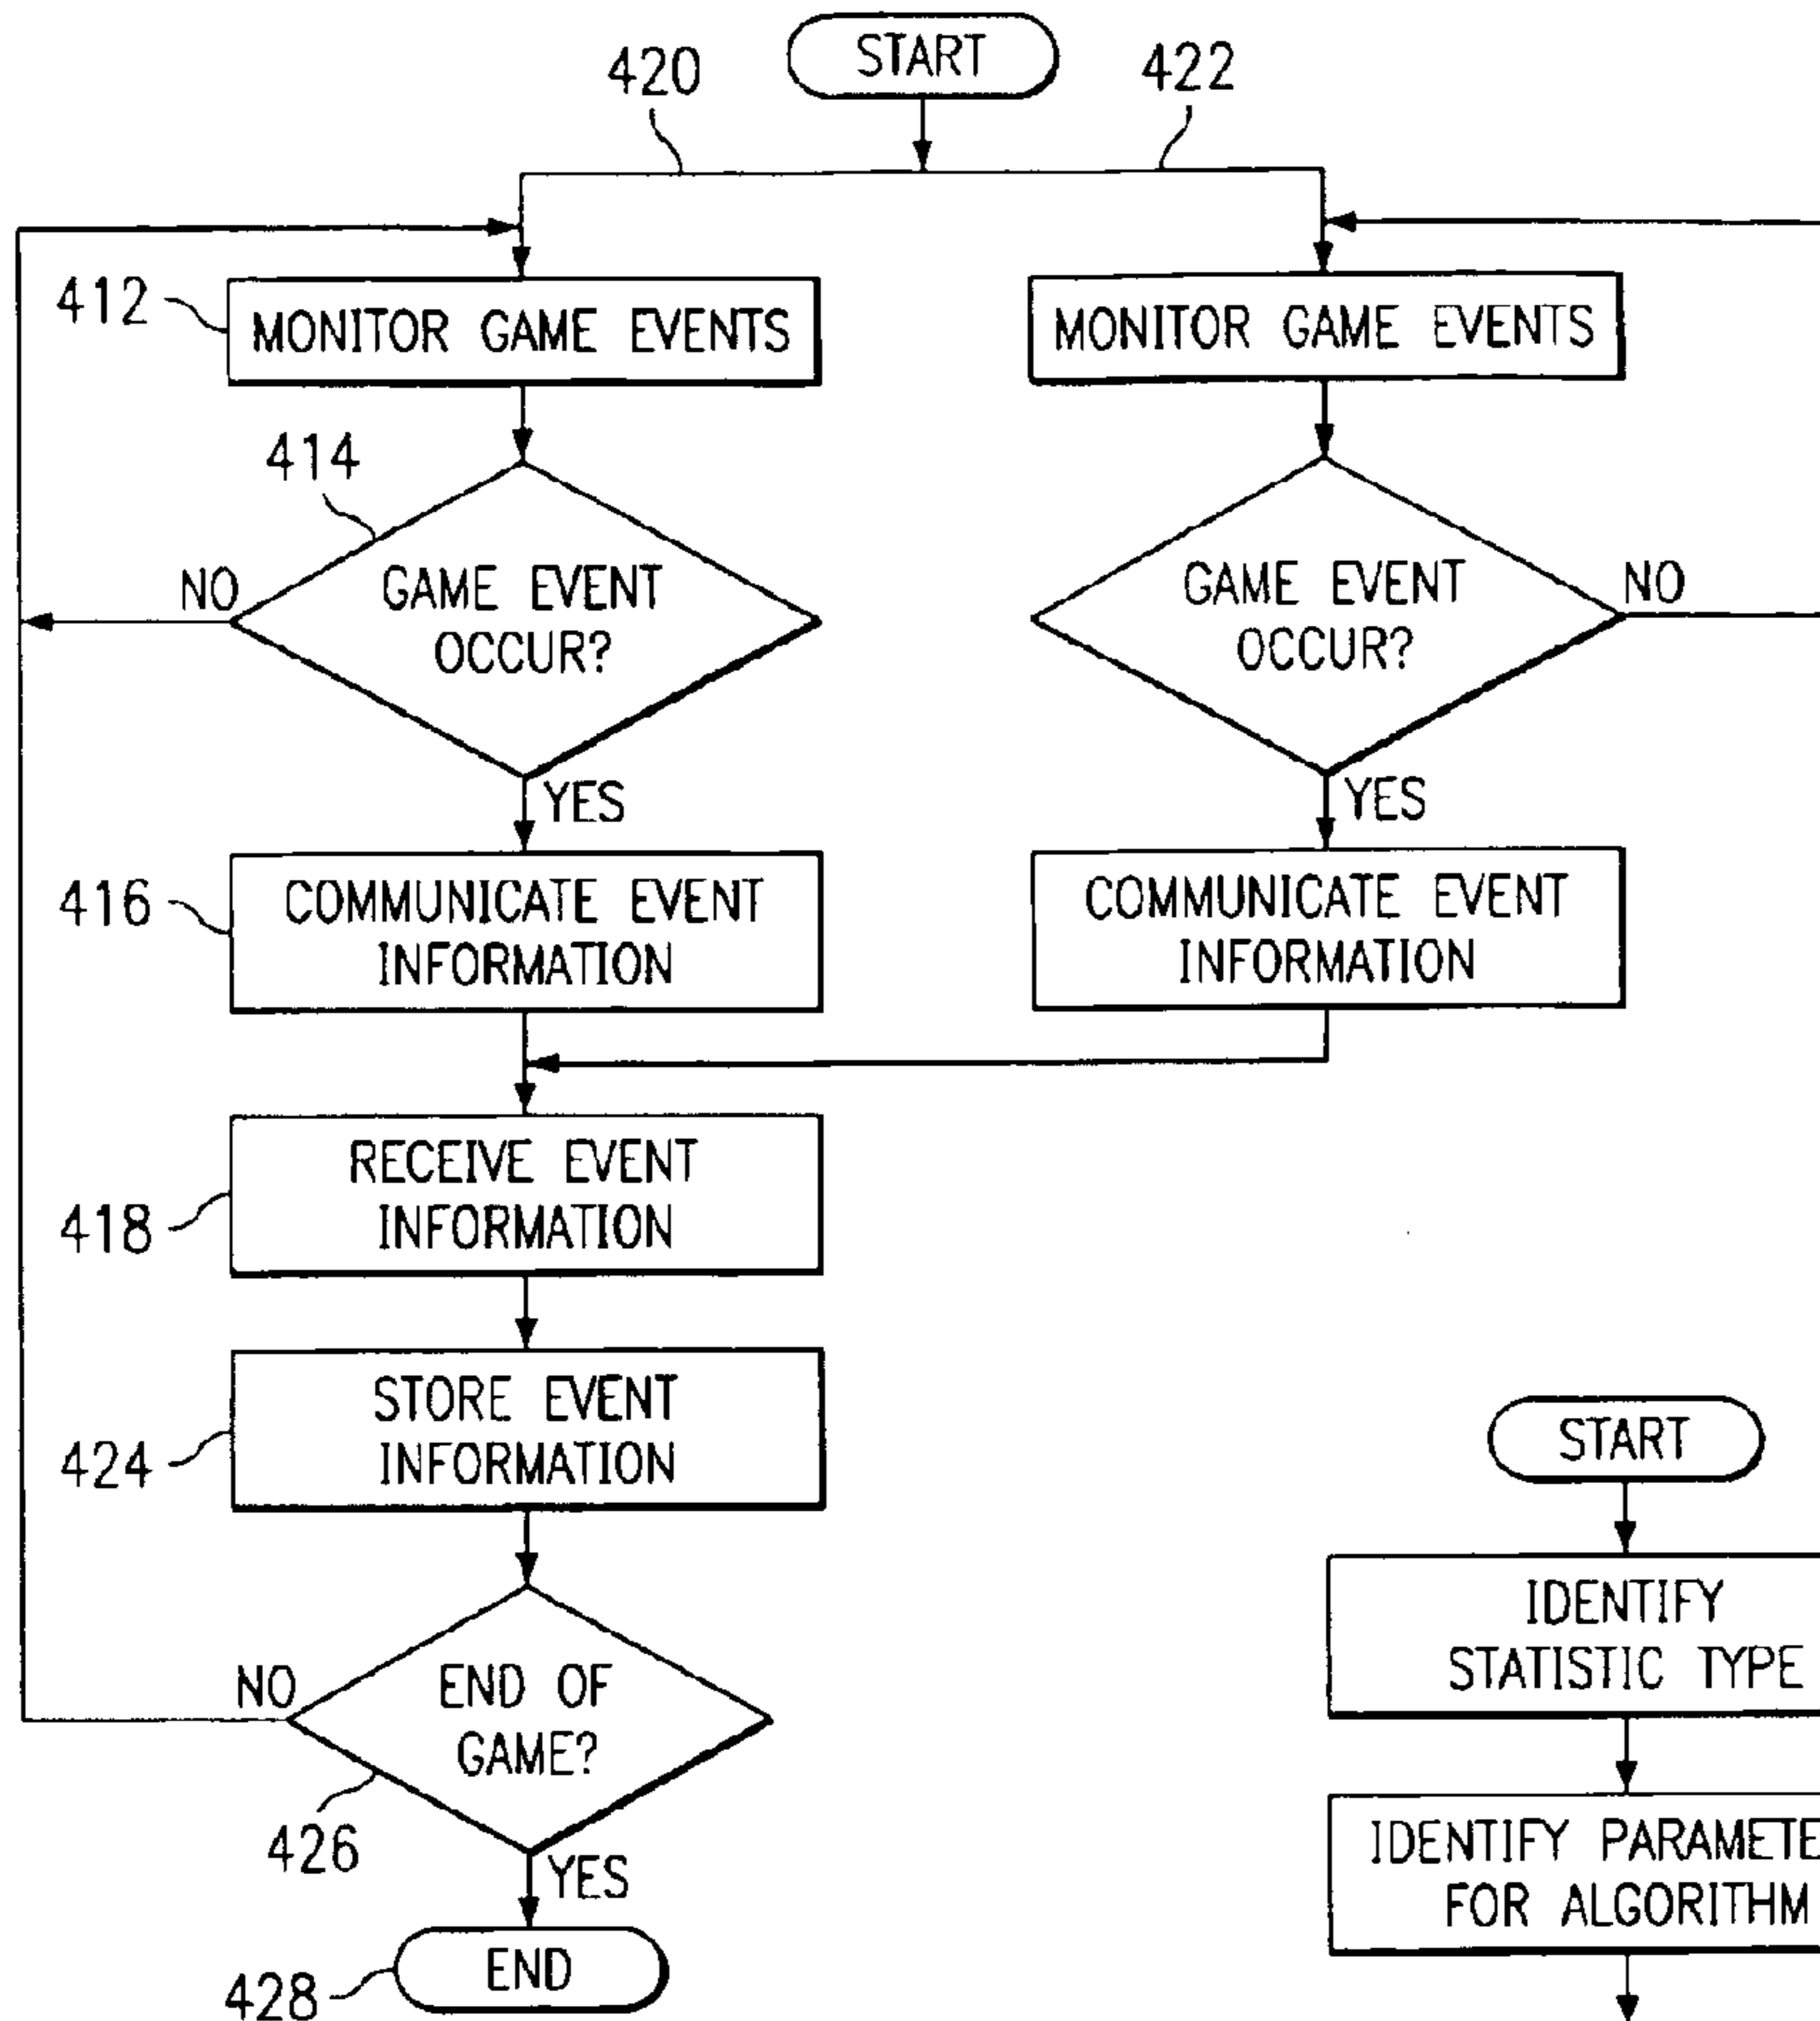 START
420
422
412
MONITOR GAME EVENTS
MONITOR GAME EVENTS
414
NO
GAME EVENT
OCCUR?
GAME EVENT
OCCUR?
NO
YES
YES
416
COMMUNICATE EVENT
INFORMATION
COMMUNICATE EVENT
INFORMATION
418
RECEIVE EVENT
INFORMATION
424
STORE EVENT
INFORMATION
NO
END OF
GAME?
426
YES
428
END
START
IDENTIFY
STATISTIC TYPE
IDENTIFY PARAMETE
FOR ALGORITHM